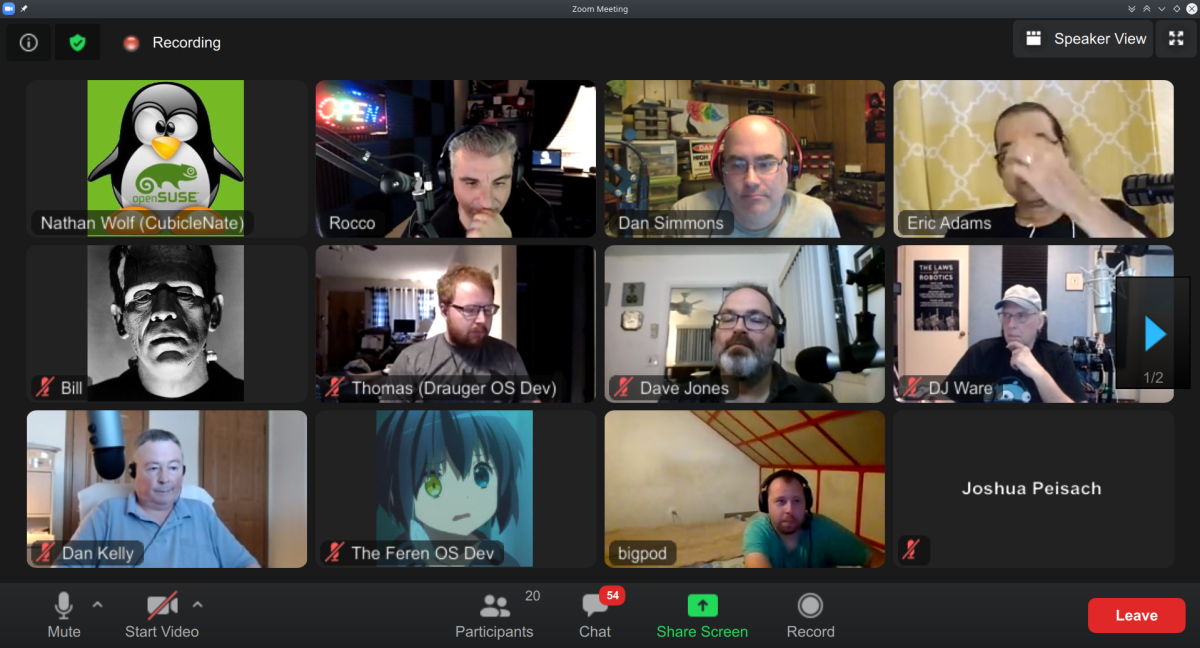 Zoom Meeting
Recording
Speaker View
openSUSE
Nathan Wolf (CubicleNate)
OPEN
Rocco
DAN
HIGH
Dan Simmons
Eric Adams
Bill
Thomas (Drauger OS Dev)
Dave Jones
THE LAWS
OF
ROBOTICS
DJ Ware
1/2
Dan Kelly
The Feren OS Dev
bigpod
Joshua Peisach
Mute
Start Video
Participants
20
Chat
54
Share Screen
Record
Leave